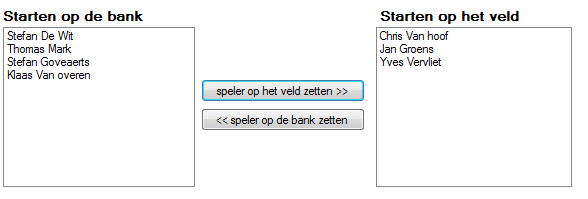 Starten op de bank
Stefan De Wit
Thomas Mark
Stefan Goveaerts
Klaas Van overen
speler op het veld zetten >>
<< speler op de bank zetten
Starten op het veld
Chris Van hoof
Jan Groens
Yves Vervliet